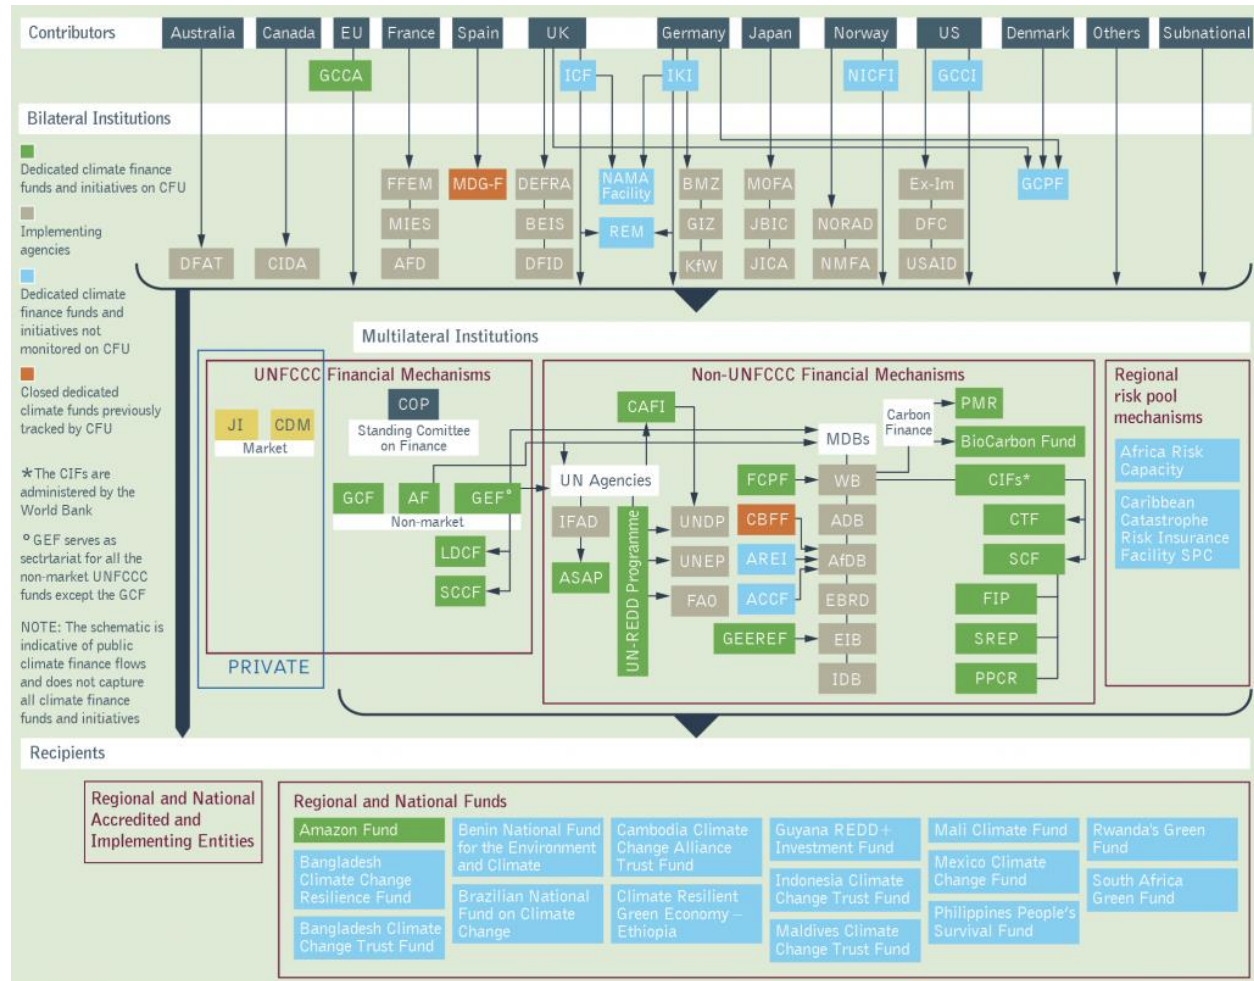 Contributors
Australia
Canada
EU
France
Spain
UK
Germany
Japan
Norway
US
Denmark
Others
Subnational
GCCA
ICF
IKI
NICFI
GCCI
Bilateral Institutions
Dedicated climate finance
funds and initiatives on CFU
Implementing
agencies
Dedicated climate
finance funds and
initiatives not
monitored on CFU
Closed dedicated
climate funds previously
tracked by CFU
*The CIFs are
administered by the
World Bank
° GEF serves as
sectrtariat for all the
non-market UNFCCC
funds except the GCF
NOTE: The schematic is
indicative of public
climate finance flows
and does not capture
all climate finance
funds and initiatives
DFAT
CIDA
FFEM
MIES
AFD
MDG-F
DEFRA
BEIS
DFID
NAMA
Facility
REM
BMZ
GIZ
KfW
MOFA
JBIC
JICA
NORAD
NMFA
Ex-Im
DFC
USAID
GCPF
Multilateral Institutions
UNFCCC Financial Mechanisms
JI
CDM
Market
COP
Standing Comittee
on Finance
GCF
AF
GEF°
Non-market
LDCF
SCCF
PRIVATE
Non-UNFCCC Financial Mechanisms
CAFI
UN Agencies
IFAD
ASAP
UN-REDD Programme
UNDP
UNEP
FAO
FCPF
CBFF
AREI
ACCF
GEEREF
MDBs
WB
ADB
AfDB
EBRD
EIB
IDB
Carbon
Finance
PMR
BioCarbon Fund
CIFs*
CTF
SCF
FIP
SREP
PPCR
Regional
risk pool
mechanisms
Africa Risk
Capacity
Caribbean
Catastrophe
Risk Insurance
Facility SPC
Recipients
Regional and National
Accredited and
Implementing Entities
Regional and National Funds
Amazon Fund
Bangladesh
Climate Change
Resilience Fund
Bangladesh Climate
Change Trust Fund
Benin National Fund
for the Environment
and Climate
Brazilian National
Fund on Climate
Change
Cambodia Climate
Change Alliance
Trust Fund
Climate Resilient
Green Economy –
Ethiopia
Guyana REDD+
Investment Fund
Indonesia Climate
Change Trust Fund
Maldives Climate
Change Trust Fund
Mali Climate Fund
Mexico Climate
Change Fund
Philippines People's
Survival Fund
Rwanda's Green
Fund
South Africa
Green Fund